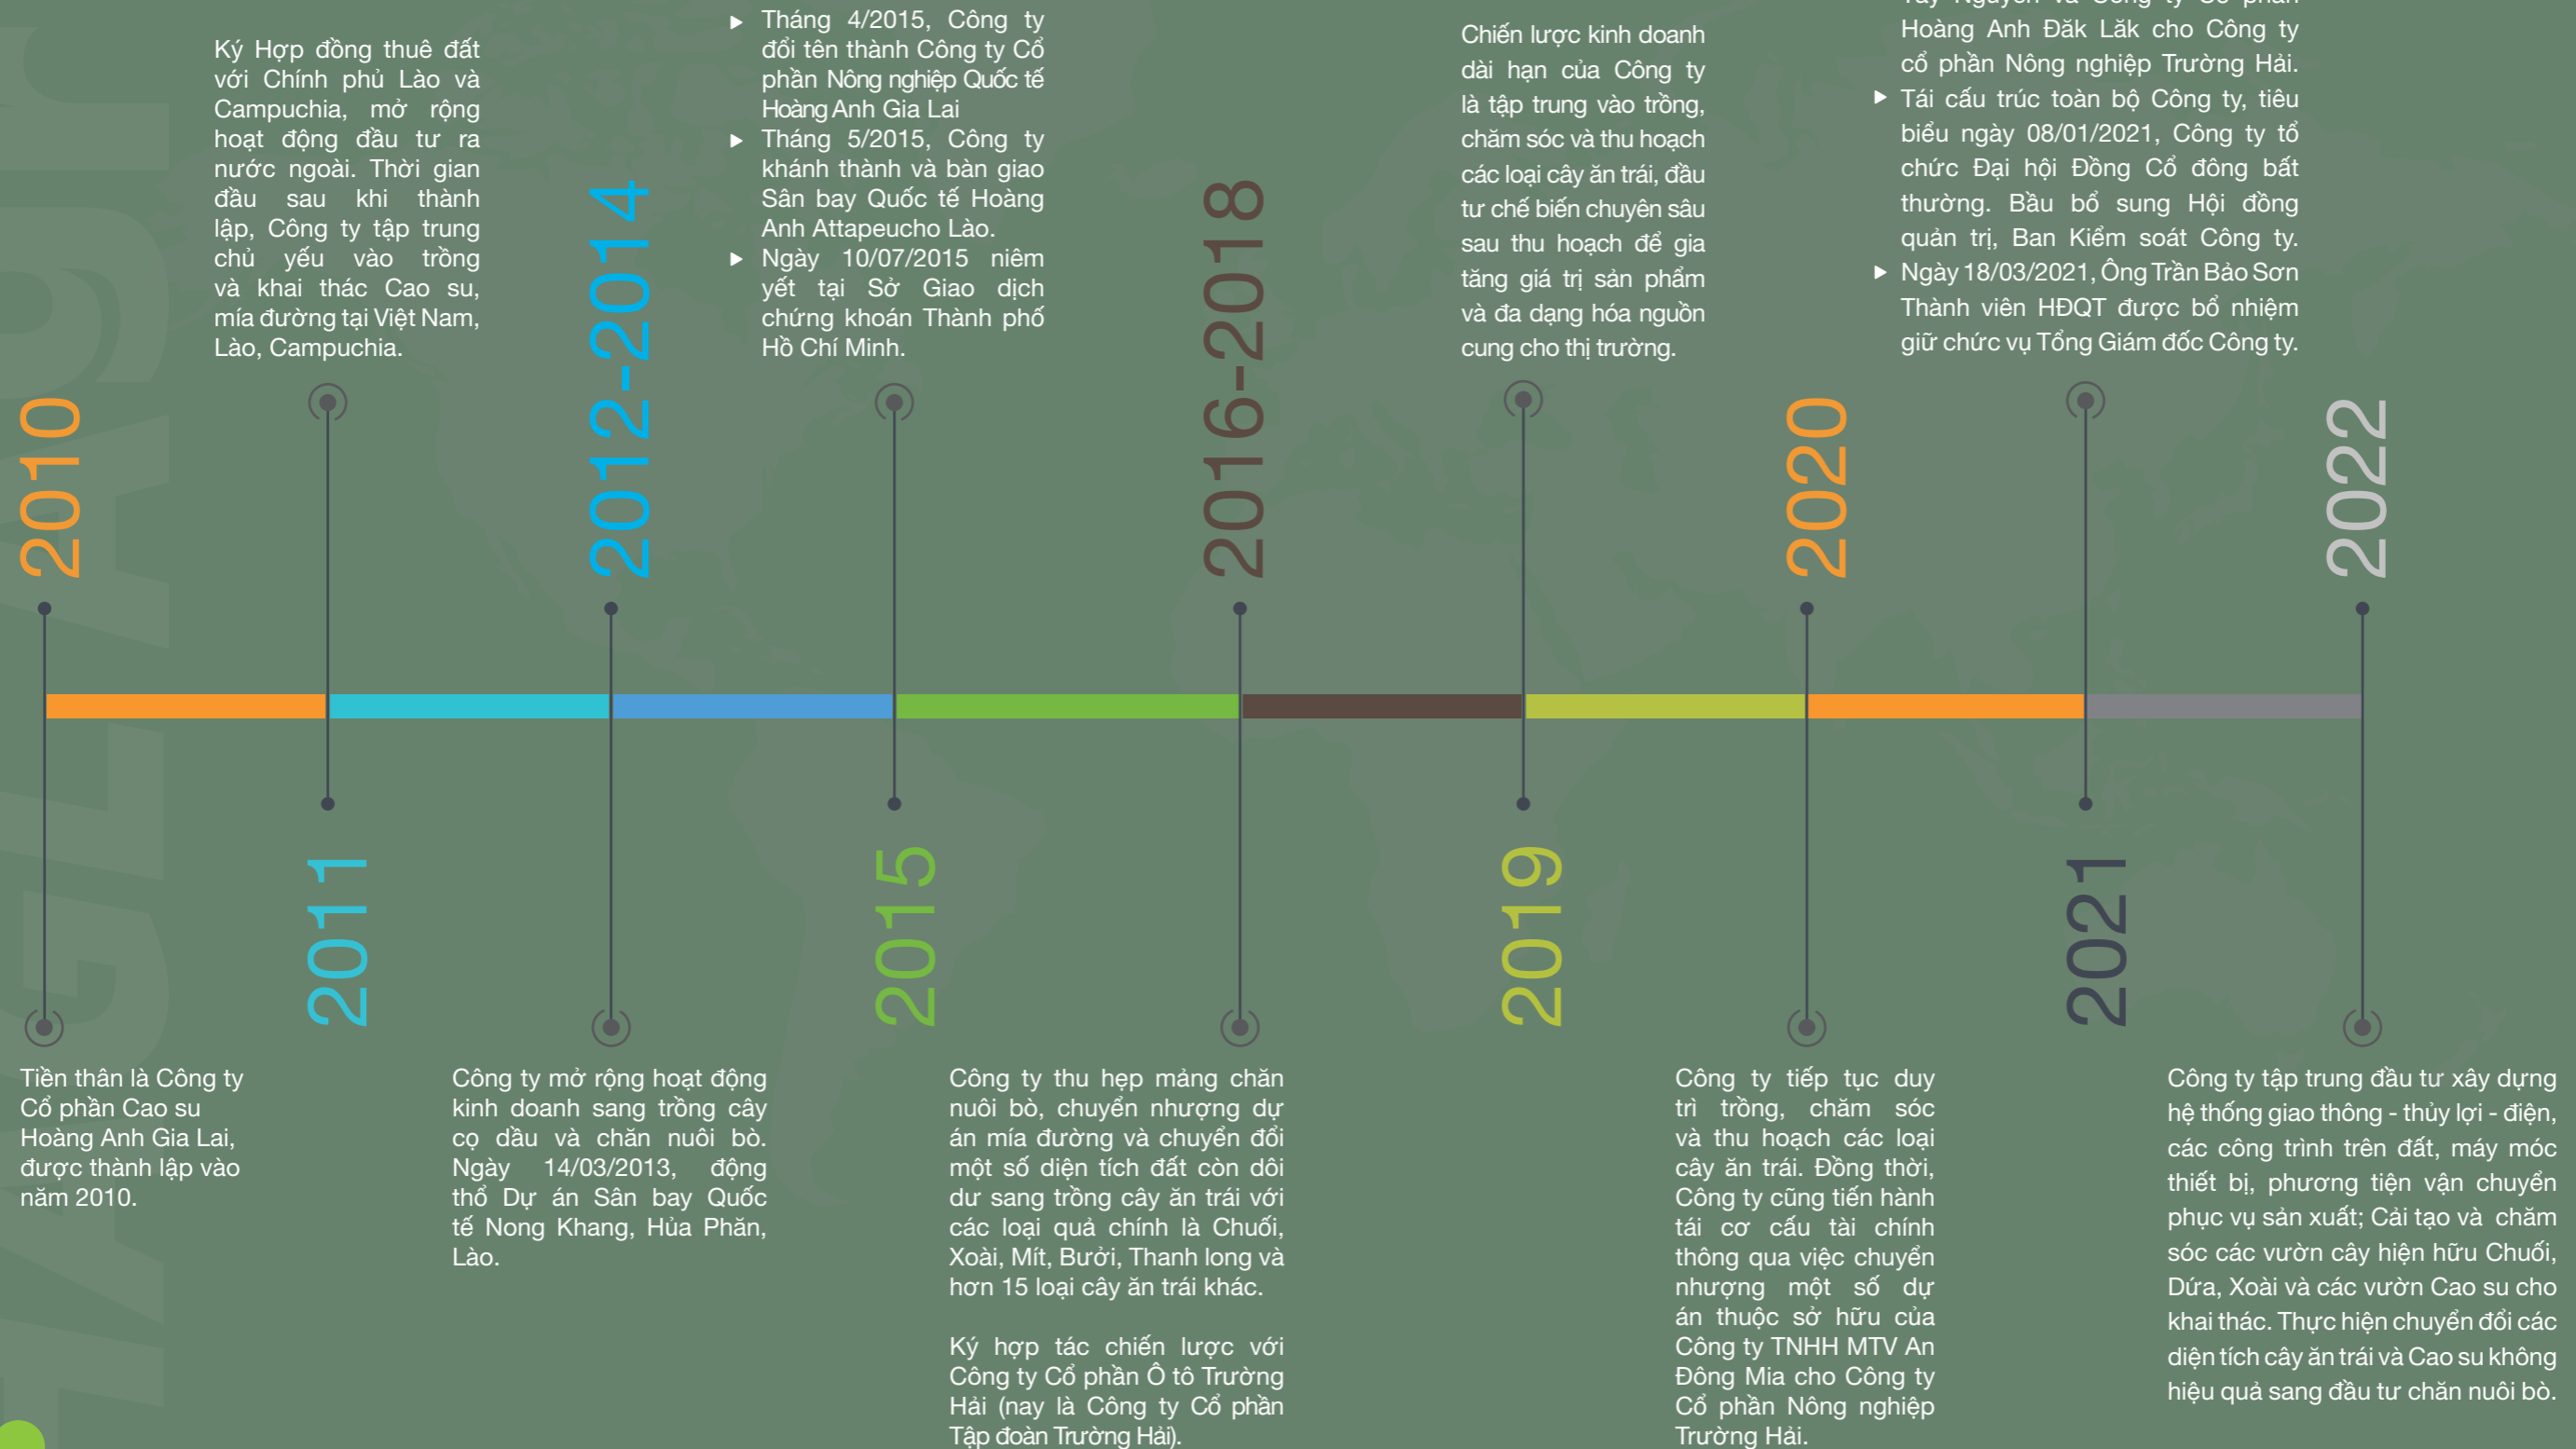 2010
Tiền thân là Công ty
Cổ phần Cao su
Hoàng Anh Gia Lai,
được thành lập vào
năm 2010.
Ký Hợp đồng thuê đất
với Chính phủ Lào và
Campuchia, mở rộng
hoạt động đầu tư ra
nước ngoài. Thời gian
đầu sau khi thành
lập, Công ty tập trung
chủ yếu vào trồng
và khai thác Cao su,
mía đường tại Việt Nam,
Lào, Campuchia.
2011
2012-2014
Công ty mở rộng hoạt động
kinh doanh sang trồng cây
cọ dầu và chăn nuôi bò.
Ngày 14/03/2013, động
thổ Dự án Sân bay Quốc
tế Nong Khang, Hủa Phăn,
Lào.
Tháng 4/2015, Công ty
đổi tên thành Công ty Cổ
phần Nông nghiệp Quốc tế
Hoàng Anh Gia Lai
Tháng 5/2015, Công ty
khánh thành và bàn giao
Sân bay Quốc tế Hoàng
Anh Attapeucho Lào.
Ngày 10/07/2015 niêm
yết tại Sở Giao dịch
chứng khoán Thành phố
Hồ Chí Minh.
2015
2016-2018
Công ty thu hẹp mảng chăn
nuôi bò, chuyển nhượng dự
án mía đường và chuyển đổi
một số diện tích đất còn dôi
dư sang trồng cây ăn trái với
các loại quả chính là Chuối,
Xoài, Mít, Bưởi, Thanh long và
hơn 15 loại cây ăn trái khác.
Ký hợp tác chiến lược với
Công ty Cổ phần Ô tô Trường
Hải (nay là Công ty Cổ phần
Tập đoàn Trường Hải).
Chiến lược kinh doanh
dài hạn của Công ty
là tập trung vào trồng,
chăm sóc và thu hoạch
các loại cây ăn trái, đầu
tư chế biến chuyên sâu
sau thu hoạch để gia
tăng giá trị sản phẩm
và đa dạng hóa nguồn
cung cho thị trường.
2019
2020
Công ty tiếp tục duy
trì trồng, chăm sóc
và thu hoạch các loại
cây ăn trái. Đồng thời,
Công ty cũng tiến hành
tái cơ cấu tài chính
thông qua việc chuyển
nhượng một số dự
án thuộc sở hữu của
Công ty TNHH MTV An
Đông Mia cho Công ty
Cổ phần Nông nghiệp
Trường Hải.
Hoàng Anh Đăk Lăk cho Công ty
cổ phần Nông nghiệp Trường Hải.
Tái cấu trúc toàn bộ Công ty, tiêu
biểu ngày 08/01/2021, Công ty tổ
chức Đại hội Đồng Cổ đông bất
thường. Bầu bổ sung Hội đồng
quản trị, Ban Kiểm soát Công ty.
Ngày 18/03/2021, Ông Trần Bảo Sơn
Thành viên HĐQT được bổ nhiệm
giữ chức vụ Tổng Giám đốc Công ty.
2021
2022
Công ty tập trung đầu tư xây dựng
hệ thống giao thông - thủy lợi - điện,
các công trình trên đất, máy móc
thiết bị, phương tiện vận chuyển
phục vụ sản xuất; Cải tạo và chăm
sóc các vườn cây hiện hữu Chuối,
Dứa, Xoài và các vườn Cao su cho
khai thác. Thực hiện chuyển đổi các
diện tích cây ăn trái và Cao su không
hiệu quả sang đầu tư chăn nuôi bò.